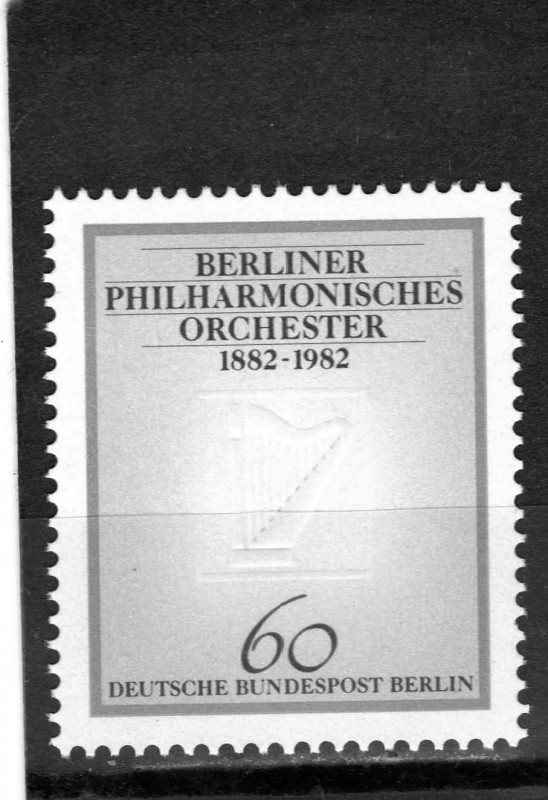 BERLINER
PHILHARMONISCHES
ORCHESTER
1882-1982
60
DEUTSCHE BUNDESPOST BERLIN